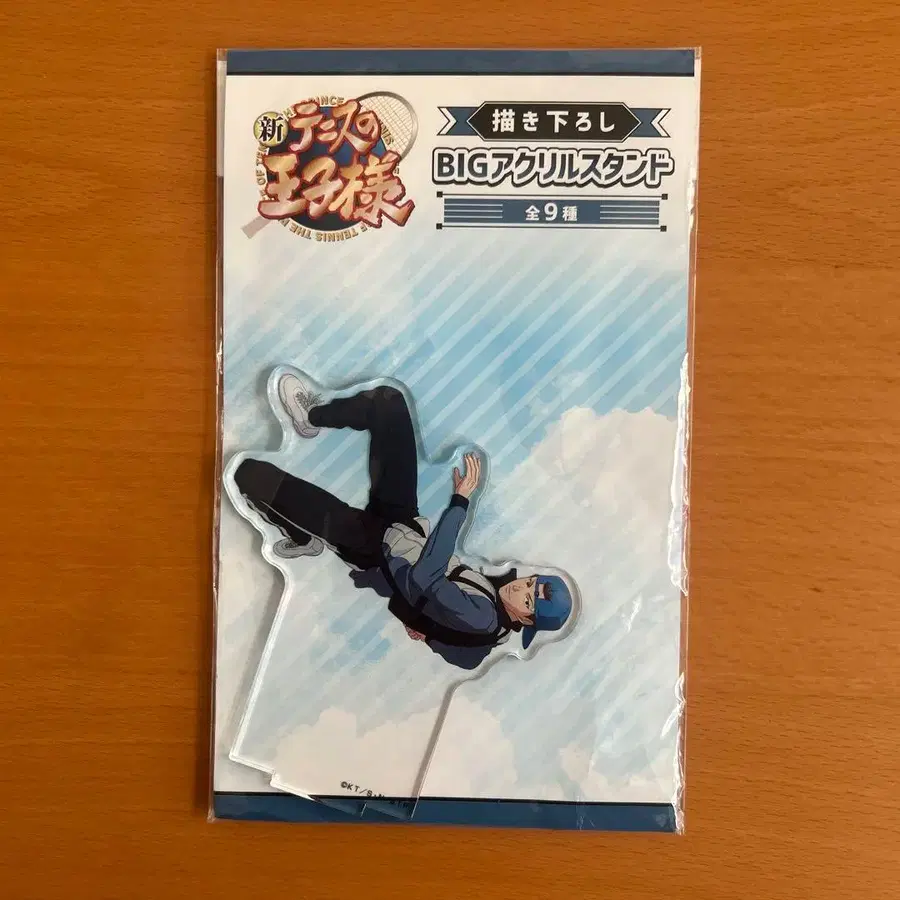 新
テニスの
王子様
描き下ろし
BIGアクリルスタンド
全9種